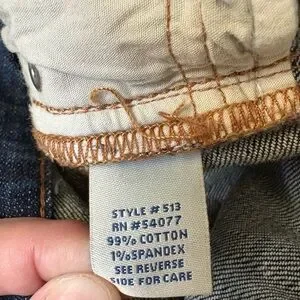 STYLE # 513
RN #54077
99% COTTON
1% SPANDEX
SEE REVERSE
SIDE FOR CARE